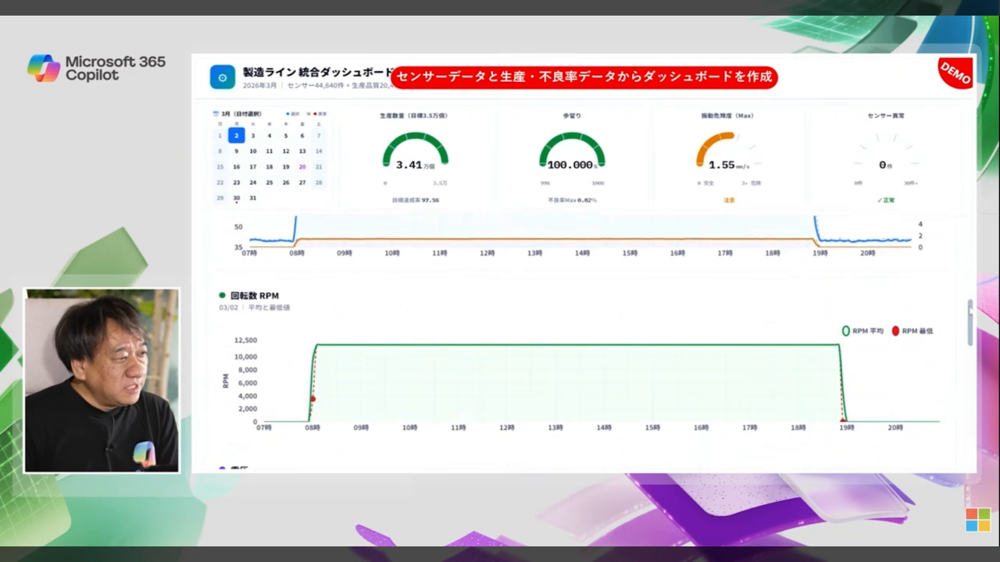 Microsoft 365
Copilot
製造ライン 統合ダッシュボード
センサーデータと生産・不良率データからダッシュボードを作成
DEMO
2026年3月 | センサー44,640件 + 生産品質20,4
3月（日付選択）
選択
異常
日 月 火 水 木 金 土
1 2 3 4 5 6 7
8 9 10 11 12 13 14
15 16 17 18 19 20 21
22 23 24 25 26 27 28
29 30 31
生産数量（目標3.5万個）
3.41万個
0 3.5万
目標達成率 97.5%
歩留り
100.000%
99% 100%
不良率Max 0.02%
振動危険度（Max）
1.55mm/s
0 安全 3+ 危険
注意
センサー異常
0件
0件 30件+
✓正常
50
35
4
2
0
07時 08時 09時 10時 11時 12時 13時 14時 15時 16時 17時 18時 19時 20時
回転数 RPM
03/02 | 平均と最低値
RPM 平均 RPM 最低
RPM
12,500
10,000
8,000
6,000
4,000
2,000
0
07時 08時 09時 10時 11時 12時 13時 14時 15時 16時 17時 18時 19時 20時